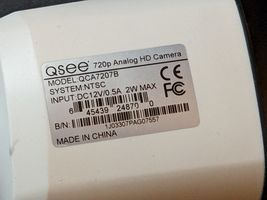 Qsee 720p Analog HD Camera
MODEL:QCA7207B
SYSTEM:NTSC
INPUT:DC12V/0.5A 2W MAX
CE
FC
6 45439 24870 0
B/N:
1J03307PAG07557
MADE IN CHINA